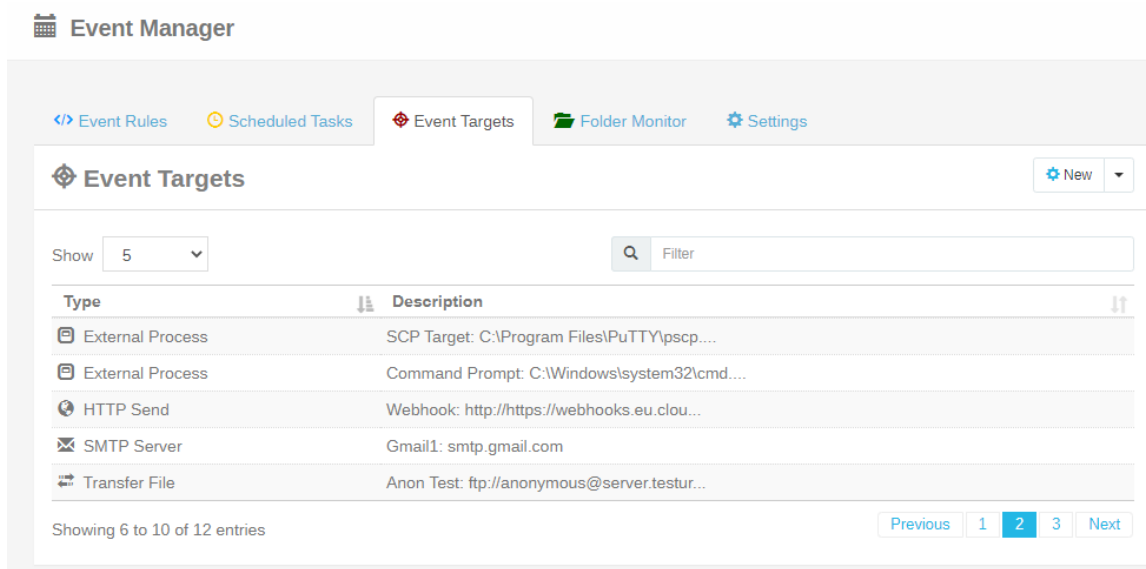 Event Manager
Event Rules Scheduled Tasks Event Targets Folder Monitor Settings
Event Targets New
Show 5 Filter
Type Description
External Process SCP Target: C:\Program Files\PuTTY\pscp....
External Process Command Prompt: C:\Windows\system32\cmd....
HTTP Send Webhook: http://https://webhooks.eu.clou...
SMTP Server Gmail1: smtp.gmail.com
Transfer File Anon Test: ftp://anonymous@server.testur...
Showing 6 to 10 of 12 entries Previous 1 2 3 Next